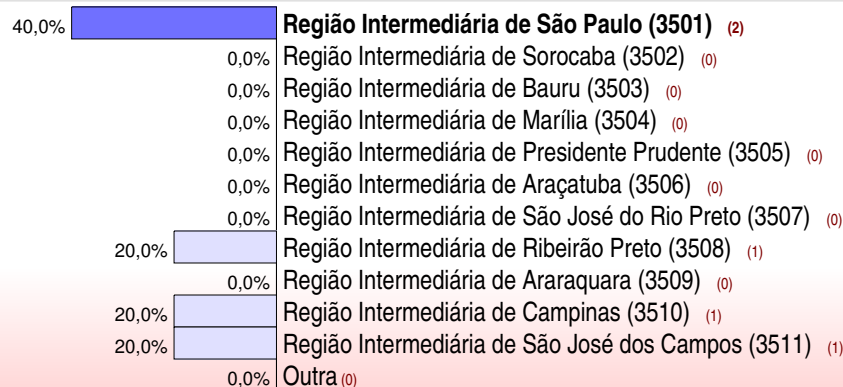 40,0% Região Intermediária de São Paulo (3501) (2)
0,0% Região Intermediária de Sorocaba (3502) (0)
0,0% Região Intermediária de Bauru (3503) (0)
0,0% Região Intermediária de Marília (3504) (0)
0,0% Região Intermediária de Presidente Prudente (3505) (0)
0,0% Região Intermediária de Araçatuba (3506) (0)
0,0% Região Intermediária de São José do Rio Preto (3507) (0)
20,0% Região Intermediária de Ribeirão Preto (3508) (1)
0,0% Região Intermediária de Araraquara (3509) (0)
20,0% Região Intermediária de Campinas (3510) (1)
20,0% Região Intermediária de São José dos Campos (3511) (1)
0,0% Outra (0)